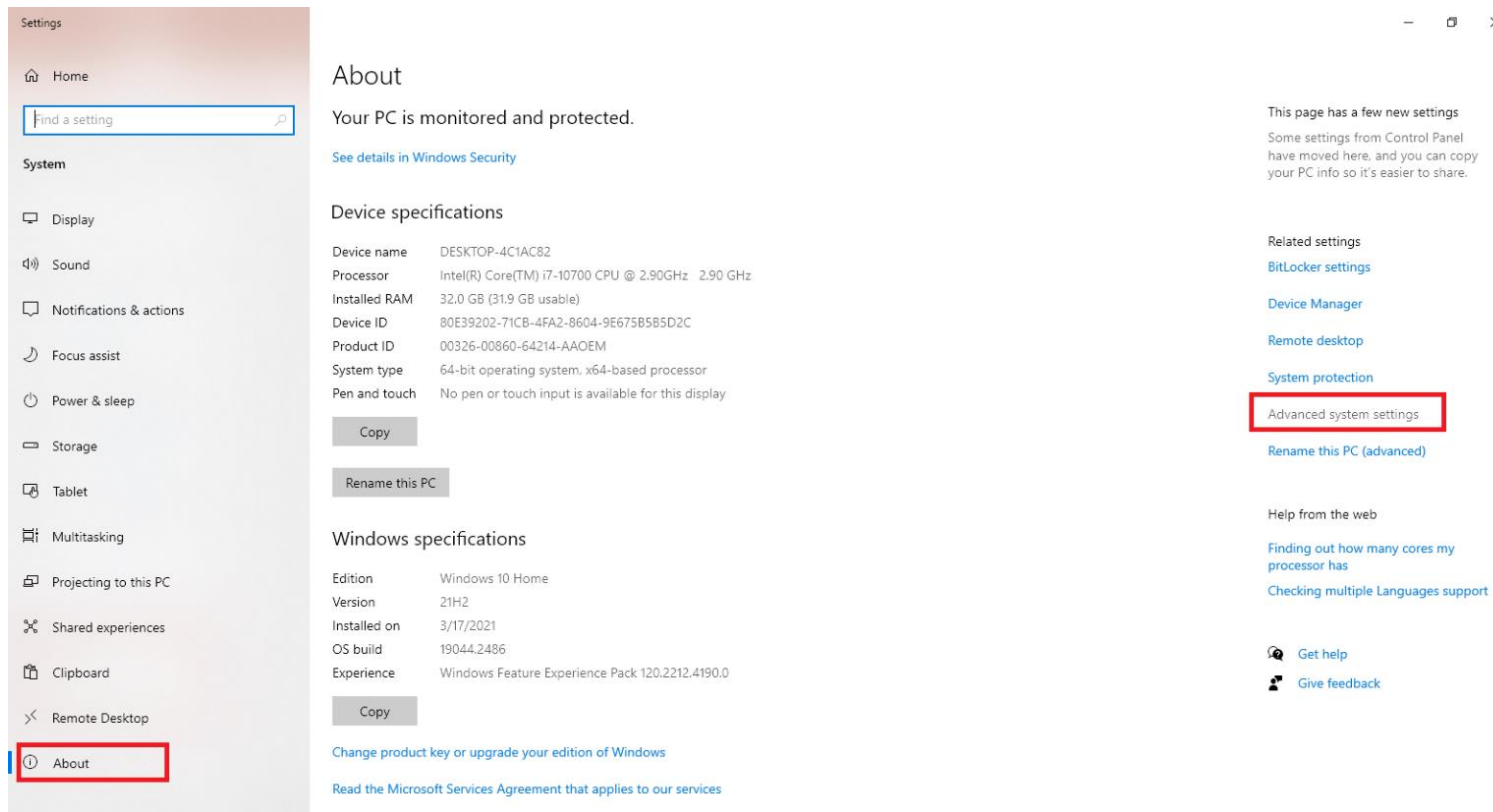 Settings
Home
Find a setting
System
Display
Sound
Notifications & actions
Focus assist
Power & sleep
Storage
Tablet
Multitasking
Projecting to this PC
Shared experiences
Clipboard
Remote Desktop
About
About
Your PC is monitored and protected.
See details in Windows Security
Device specifications
Device name DESKTOP-4C1AC82
Processor Intel(R) Core(TM) i7-10700 CPU @ 2.90GHz 2.90 GHz
Installed RAM 32.0 GB (31.9 GB usable)
Device ID 80E39202-71CB-4FA2-8604-9E675B5B5D2C
Product ID 00326-00860-64214-AAOEM
System type 64-bit operating system, x64-based processor
Pen and touch No pen or touch input is available for this display
Copy
Rename this PC
Windows specifications
Edition Windows 10 Home
Version 21H2
Installed on 3/17/2021
OS build 19044.2486
Experience Windows Feature Experience Pack 120.2212.4190.0
Copy
Change product key or upgrade your edition of Windows
Read the Microsoft Services Agreement that applies to our services
This page has a few new settings
Some settings from Control Panel
have moved here, and you can copy
your PC info so it's easier to share.
Related settings
BitLocker settings
Device Manager
Remote desktop
System protection
Advanced system settings
Rename this PC (advanced)
Help from the web
Finding out how many cores my
processor has
Checking multiple Languages support
Get help
Give feedback